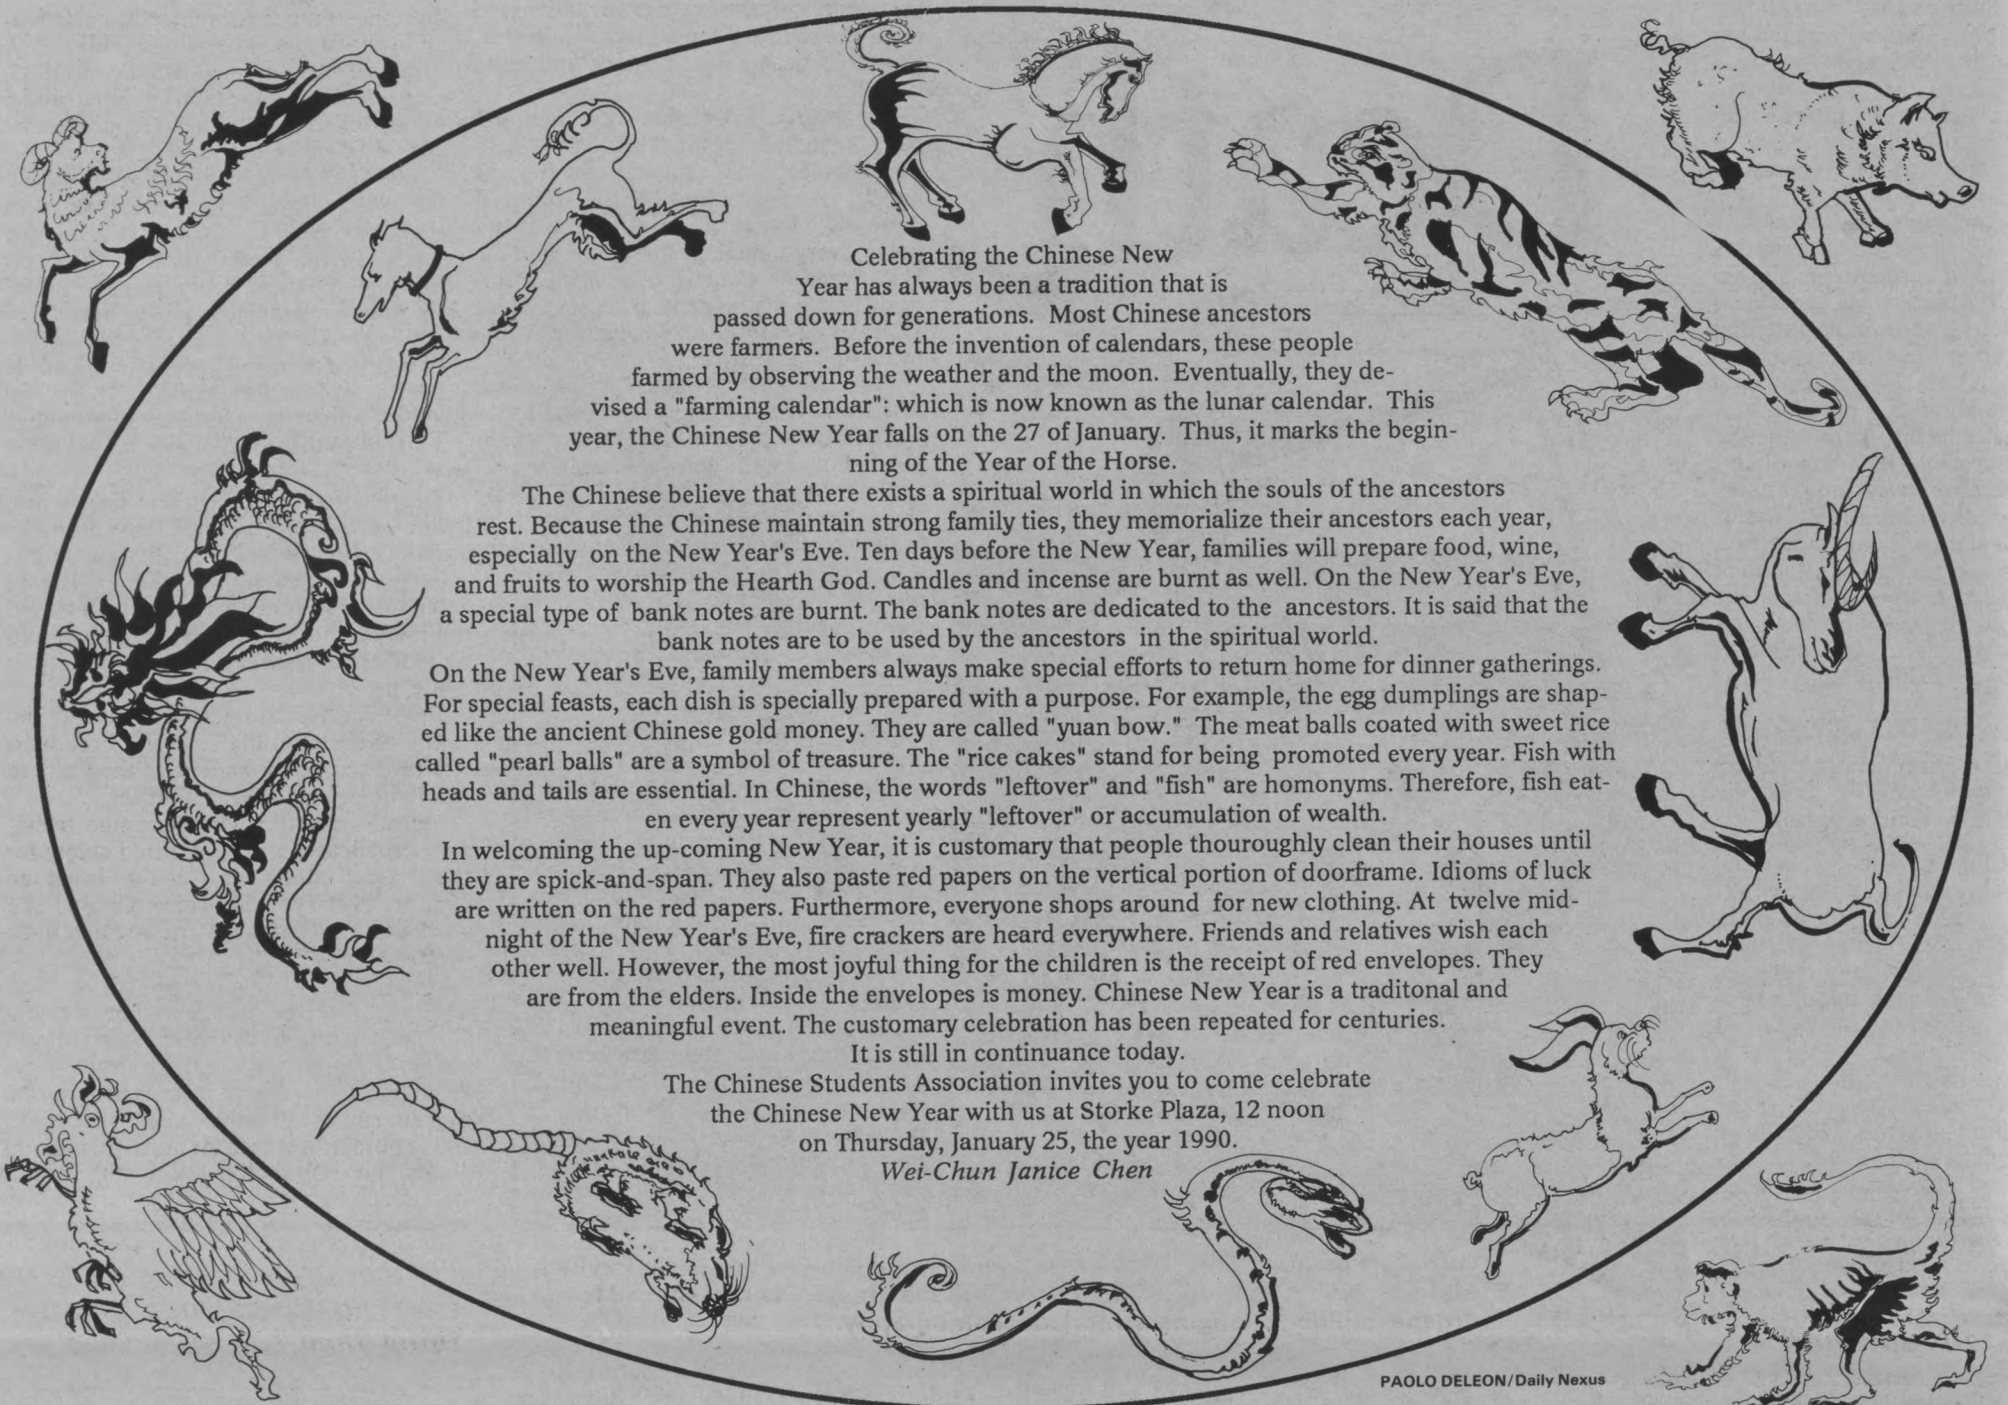 Celebrating the Chinese New
Year has always been a tradition that is
passed down for generations. Most Chinese ancestors
were farmers. Before the invention of calendars, these people
farmed by observing the weather and the moon. Eventually, they de-
vised a "farming calendar": which is now known as the lunar calendar. This
year, the Chinese New Year falls on the 27 of January. Thus, it marks the begin-
ning of the Year of the Horse.
The Chinese believe that there exists a spiritual world in which the souls of the ancestors
rest. Because the Chinese maintain strong family ties, they memorialize their ancestors each year,
especially on the New Year's Eve. Ten days before the New Year, families will prepare food, wine,
and fruits to worship the Hearth God. Candles and incense are burnt as well. On the New Year's Eve,
a special type of bank notes are burnt. The bank notes are dedicated to the ancestors. It is said that the
bank notes are to be used by the ancestors in the spiritual world.
On the New Year's Eve, family members always make special efforts to return home for dinner gatherings.
For special feasts, each dish is specially prepared with a purpose. For example, the egg dumplings are shap-
ed like the ancient Chinese gold money. They are called "yuan bow." The meat balls coated with sweet rice
called "pearl balls" are a symbol of treasure. The "rice cakes" stand for being promoted every year. Fish with
heads and tails are essential. In Chinese, the words "leftover" and "fish" are homonyms. Therefore, fish eat-
en every year represent yearly "leftover" or accumulation of wealth.
In welcoming the up-coming New Year, it is customary that people thouroughly clean their houses until
they are spick-and-span. They also paste red papers on the vertical portion of doorframe. Idioms of luck
are written on the red papers. Furthermore, everyone shops around for new clothing. At twelve mid-
night of the New Year's Eve, fire crackers are heard everywhere. Friends and relatives wish each
other well. However, the most joyful thing for the children is the receipt of red envelopes. They
are from the elders. Inside the envelopes is money. Chinese New Year is a traditonal and
meaningful event. The customary celebration has been repeated for centuries.
It is still in continuance today.
The Chinese Students Association invites you to come celebrate
the Chinese New Year with us at Storke Plaza, 12 noon
on Thursday, January 25, the year 1990.
Wei-Chun Janice Chen
PAOLO DELEON/Daily Nexus